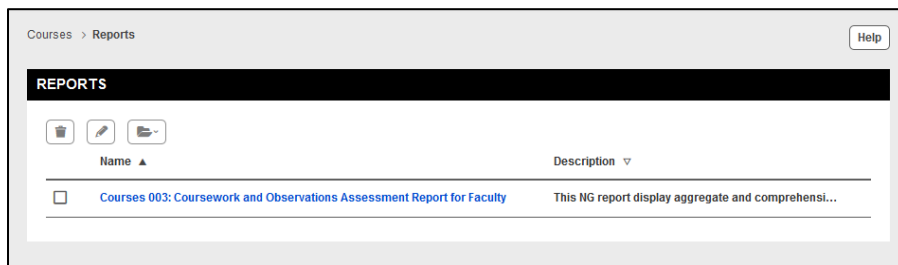 Courses > Reports
Help
REPORTS
Name ▲ Description ▽
Courses 003: Coursework and Observations Assessment Report for Faculty This NG report display aggregate and comprehensi...